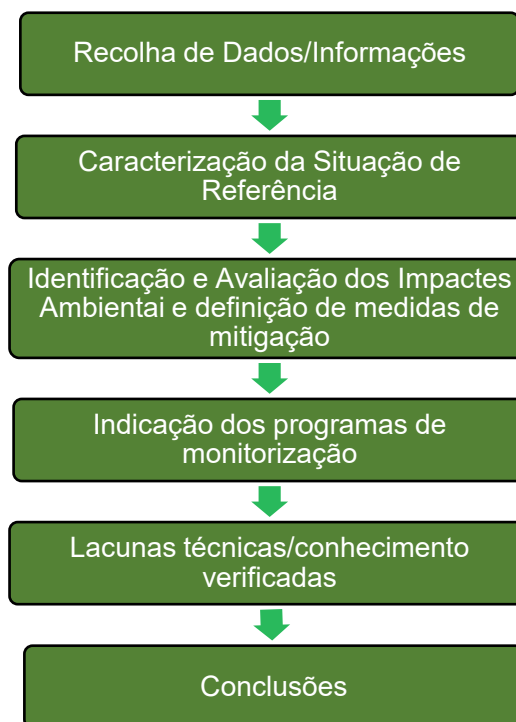 Recolha de Dados/Informações
Caracterização da Situação de
Referência
Identificação e Avaliação dos Impactes
Ambientai e definição de medidas de
mitigação
Indicação dos programas de
monitorização
Lacunas técnicas/conhecimento
verificadas
Conclusões